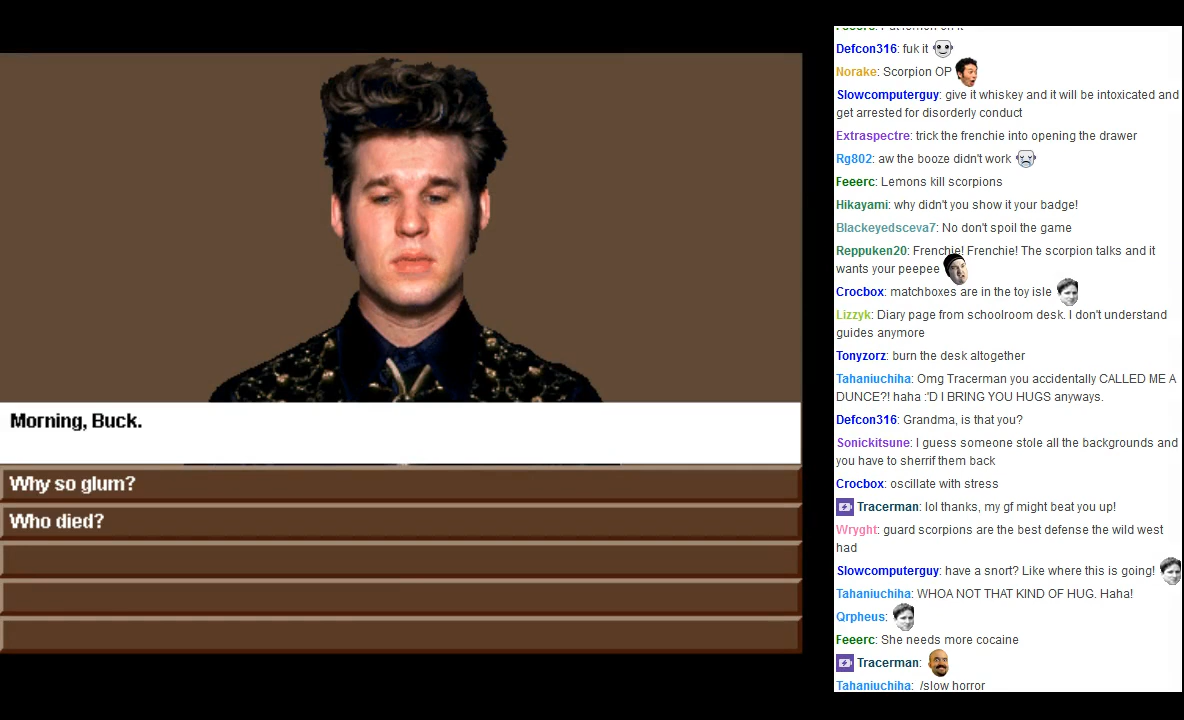 Morning, Buck.
Why so glum?
Who died?
Defcon316: fuk it
Norake: Scorpion OP
Slowcomputerguy: give it whiskey and it will be intoxicated and
get arrested for disorderly conduct
Extraspectre: trick the frenchie into opening the drawer
Rg802: aw the booze didn't work
Feeerc: Lemons kill scorpions
Hikayami: why didn't you show it your badge!
Blackeyedsceva7: No don't spoil the game
Reppuken20: Frenchie! Frenchie! The scorpion talks and it
wants your peepee
Crocbox: matchboxes are in the toy isle
Lizzyk: Diary page from schoolroom desk. I don't understand
guides anymore
Tonyzorz: burn the desk altogether
Tahaniuchiha: Omg Tracerman you accidentally CALLED ME A
DUNCE?! haha :'D I BRING YOU HUGS anyways.
Defcon316: Grandma, is that you?
Sonickitsune: I guess someone stole all the backgrounds and
you have to sherrif them back
Crocbox: oscillate with stress
Tracerman: lol thanks, my gf might beat you up!
Wryght: guard scorpions are the best defense the wild west
had
Slowcomputerguy: have a snort? Like where this is going!
Tahaniuchiha: WHOA NOT THAT KIND OF HUG. Haha!
Qrpheus:
Feeerc: She needs more cocaine
Tracerman:
Tahaniuchiha: /slow horror